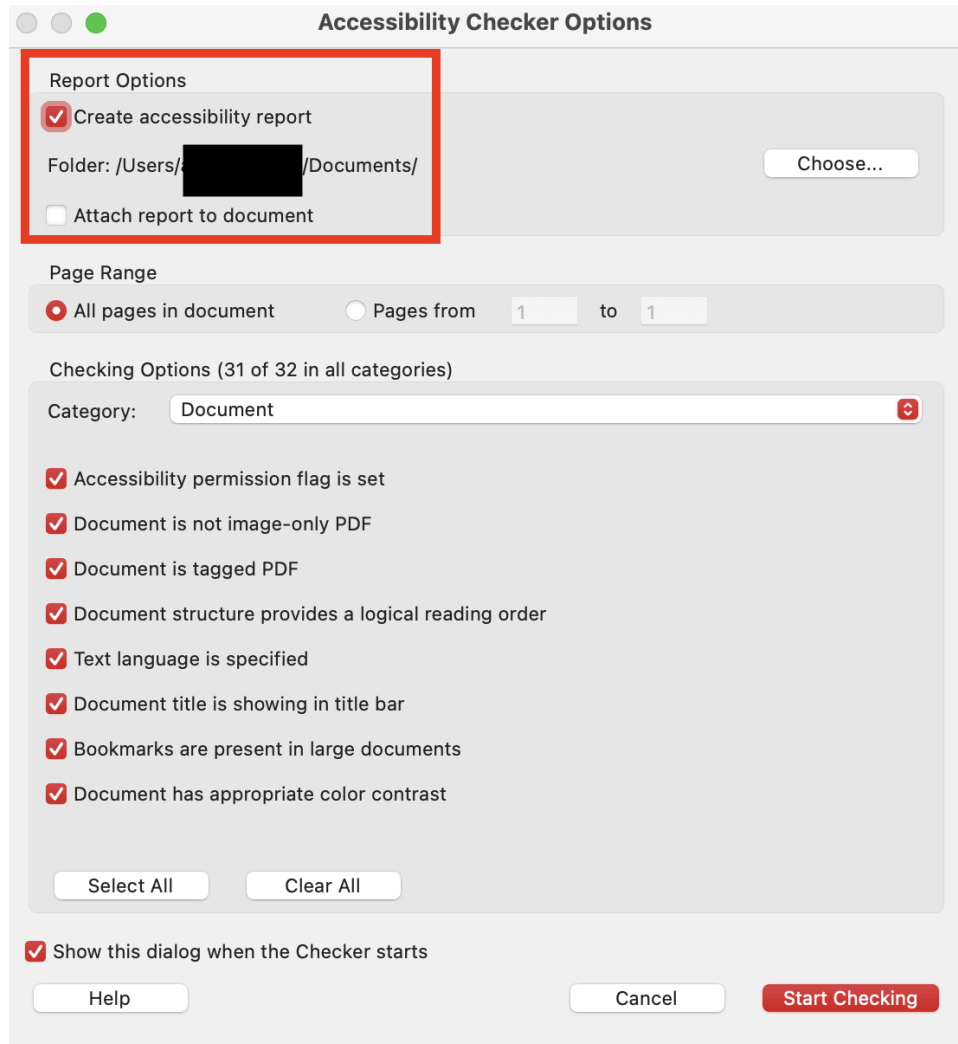 Accessibility Checker Options
Report Options
Create accessibility report
Folder: /Users/ /Documents/
Choose...
Attach report to document
Page Range
All pages in document Pages from 1 to 1
Checking Options (31 of 32 in all categories)
Category: Document
Accessibility permission flag is set
Document is not image-only PDF
Document is tagged PDF
Document structure provides a logical reading order
Text language is specified
Document title is showing in title bar
Bookmarks are present in large documents
Document has appropriate color contrast
Select All Clear All
Show this dialog when the Checker starts
Help Cancel Start Checking